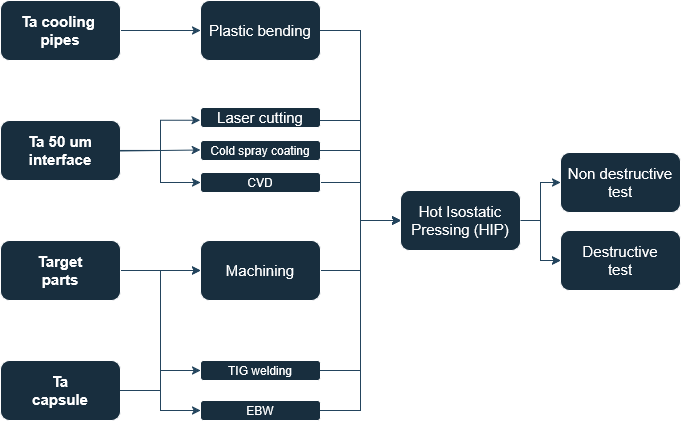 Ta cooling
pipes
Plastic bending
Ta 50 um
interface
Laser cutting
Cold spray coating
CVD
Hot Isostatic
Pressing (HIP)
Non destructive
test
Destructive
test
Target
parts
Machining
Ta
capsule
TIG welding
EBW